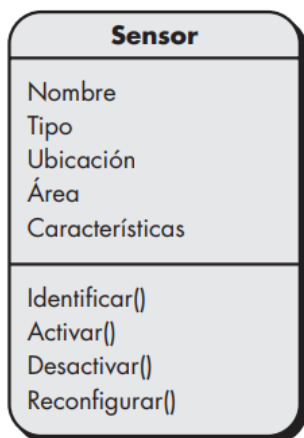 Sensor
Nombre
Tipo
Ubicación
Área
Características
Identificar()
Activar()
Desactivar()
Reconfigurar()